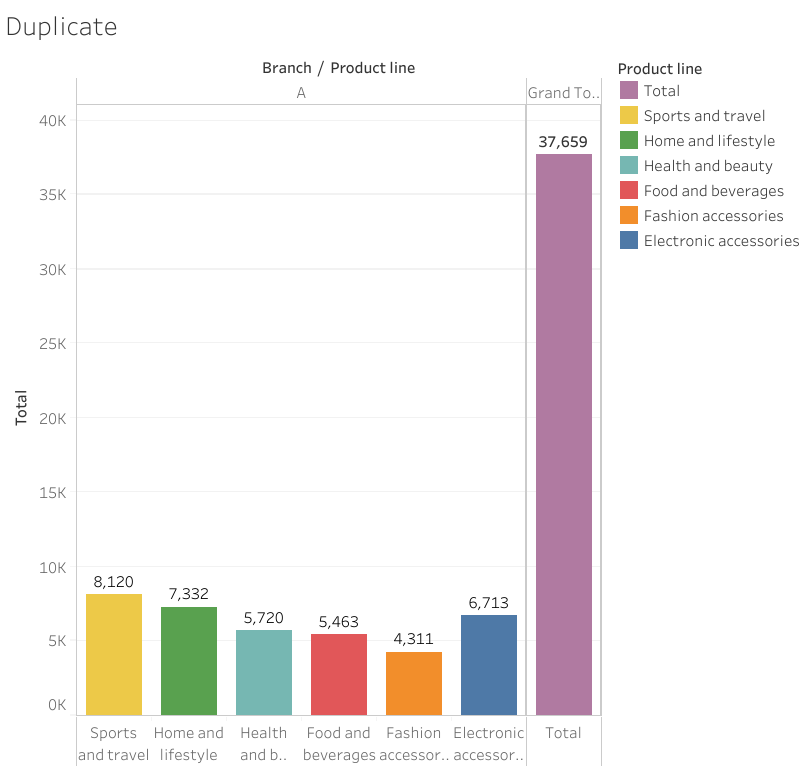 Duplicate
Branch / Product line
A
Grand To..
Product line
Total
Sports and travel
Home and lifestyle
Health and beauty
Food and beverages
Fashion accessories
Electronic accessories
Total
40K
35K
30K
25K
20K
15K
10K
5K
0K
8,120
7,332
5,720
5,463
4,311
6,713
37,659
Sports
and travel
Home and
lifestyle
Health
and b..
Food and
beverages
Fashion
accessor..
Electronic
accessor..
Total